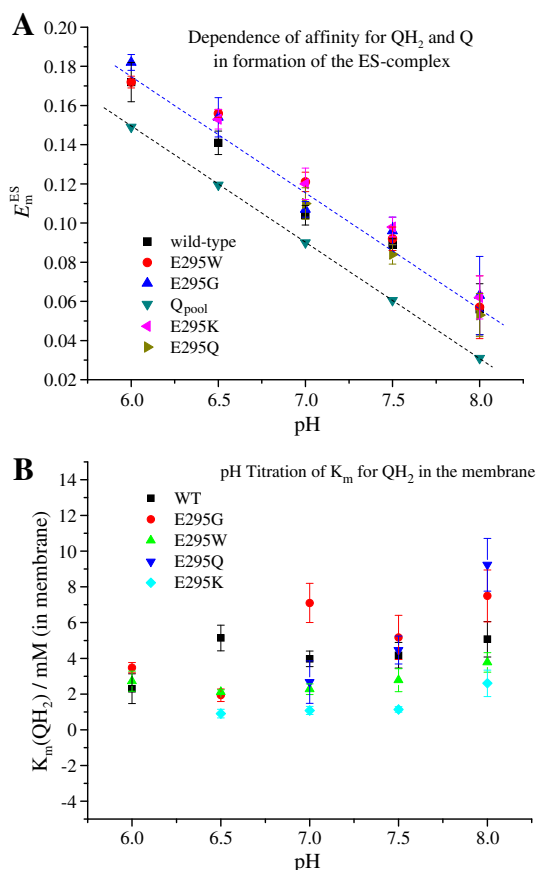 A
Dependence of affinity for QH2 and Q
in formation of the ES-complex
0.20
0.18
0.16
0.14
0.12
0.10
0.08
0.06
0.04
0.02
EmES
wild-type
E295W
E295G
Qpool
E295K
E295Q
6.0 6.5 7.0 7.5 8.0
pH
B
pH Titration of Km for QH2 in the membrane
14
12
10
8
6
4
2
0
-2
-4
Km(QH2) / mM (in membrane)
WT
E295G
E295W
E295Q
E295K
6.0 6.5 7.0 7.5 8.0
pH